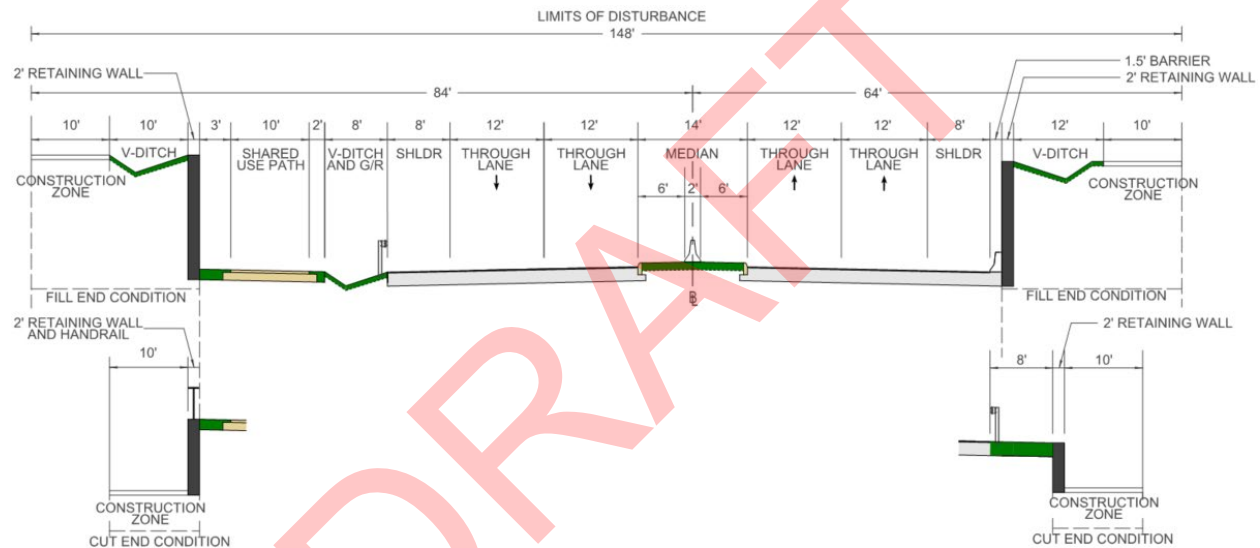 LIMITS OF DISTURBANCE
148'
1.5' BARRIER
2' RETAINING WALL
2' RETAINING WALL
84'
64'
10'
10'
3'
10'
2'
8'
8'
12'
12'
14'
12'
12'
8'
12'
10'
V-DITCH
SHARED
USE PATH
V-DITCH
AND G/R
SHLDR
THROUGH
LANE
THROUGH
LANE
MEDIAN
THROUGH
LANE
THROUGH
LANE
SHLDR
V-DITCH
CONSTRUCTION
ZONE
6'
2'
6'
CONSTRUCTION
ZONE
FILL END CONDITION
FILL END CONDITION
2' RETAINING WALL
AND HANDRAIL
2' RETAINING WALL
10'
8'
10'
CONSTRUCTION
ZONE
CUT END CONDITION
CONSTRUCTION
ZONE
CUT END CONDITION
DRAFT